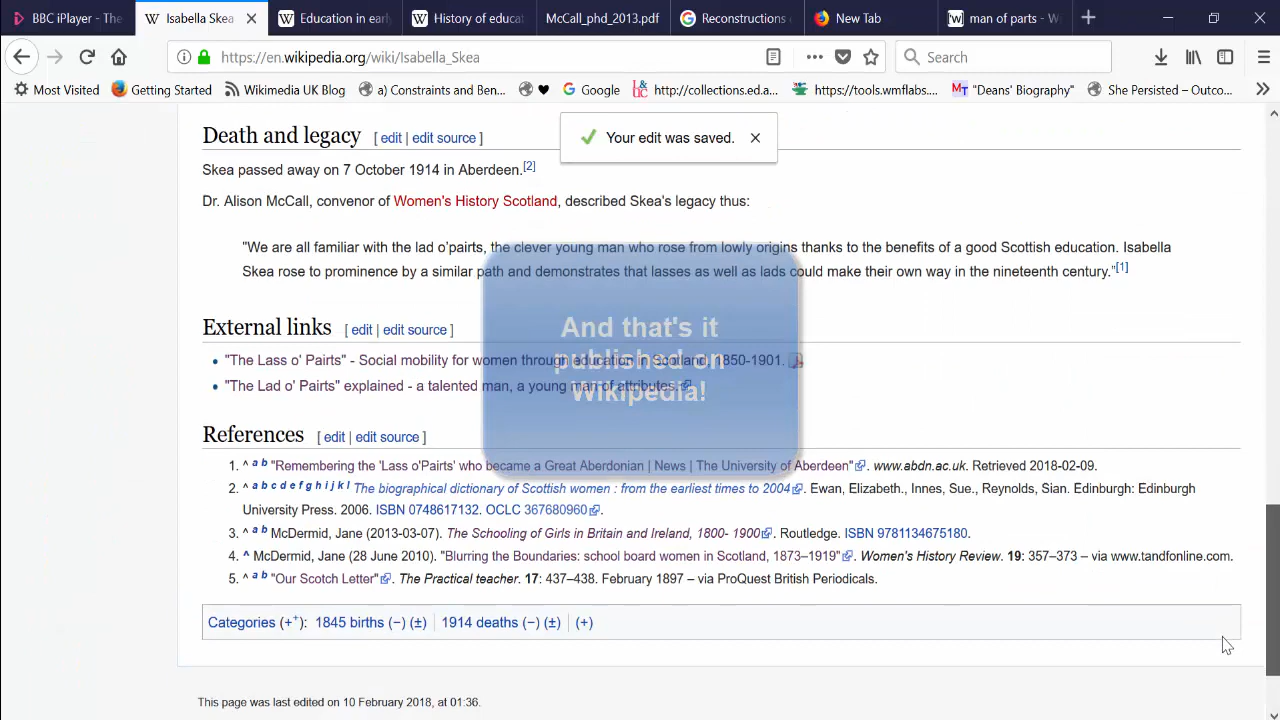 BBC iPlayer - The
Isabella Skea
Education in earl
History of educat
McCall_phd_2013.pdf
Reconstructions o
New Tab
man of parts - W
https://en.wikipedia.org/wiki/Isabella_Skea
Search
Most Visited
Getting Started
Wikimedia UK Blog
a) Constraints and Ben...
Google
http://collections.ed.a...
https://tools.wmflabs....
"Deans' Biography"
She Persisted – Outco...
Your edit was saved.
Death and legacy [ edit | edit source ]
Skea passed away on 7 October 1914 in Aberdeen.[2]
Dr. Alison McCall, convenor of Women's History Scotland, described Skea's legacy thus:
"We are all familiar with the lad o'pairts, the clever young man who rose from lowly origins thanks to the benefits of a good Scottish education. Isabella
Skea rose to prominence by a similar path and demonstrates that lasses as well as lads could make their own way in the nineteenth century."[1]
And that's it
published on
Wikipedia!
External links [ edit | edit source ]
"The Lass o' Pairts" - Social mobility for women through education in Scotland, 1850-1901.
"The Lad o' Pairts" explained - a talented man, a young man of attributes.
References [ edit | edit source ]
1. ^ a b "Remembering the 'Lass o'Pairts' who became a Great Aberdonian | News | The University of Aberdeen". www.abdn.ac.uk. Retrieved 2018-02-09.
2. ^ a b c d e f g h i j k l The biographical dictionary of Scottish women : from the earliest times to 2004. Ewan, Elizabeth., Innes, Sue., Reynolds, Sian. Edinburgh: Edinburgh
University Press. 2006. ISBN 0748617132. OCLC 367680960.
3. ^ a b McDermid, Jane (2013-03-07). The Schooling of Girls in Britain and Ireland, 1800- 1900. Routledge. ISBN 9781134675180.
4. ^ McDermid, Jane (28 June 2010). "Blurring the Boundaries: school board women in Scotland, 1873–1919". Women's History Review. 19: 357–373 – via www.tandfonline.com.
5. ^ a b "Our Scotch Letter". The Practical teacher. 17: 437–438. February 1897 – via ProQuest British Periodicals.
Categories (++): 1845 births (−) (±) | 1914 deaths (−) (±) | (+)
This page was last edited on 10 February 2018, at 01:36.